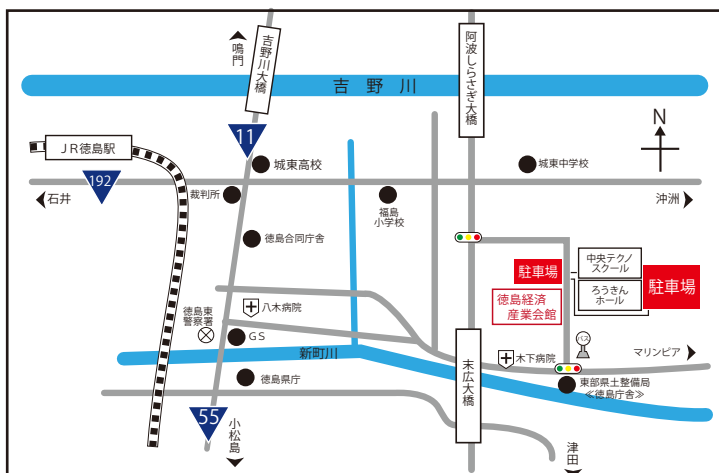 鳴門
吉野川大橋
阿波しらさぎ大橋
吉野川
N
JR徳島駅
11
城東高校
城東中学校
192
石井
裁判所
福島
小学校
沖洲
徳島合同庁舎
駐車場
中央テクノ
スクール
ろうきん
ホール
駐車場
徳島経済
産業会館
八木病院
徳島東
警察署
GS
バス
新町川
末広大橋
木下病院
マリンピア
徳島県庁
東部県土整備局
≪徳島庁舎≫
55
小松島
津田